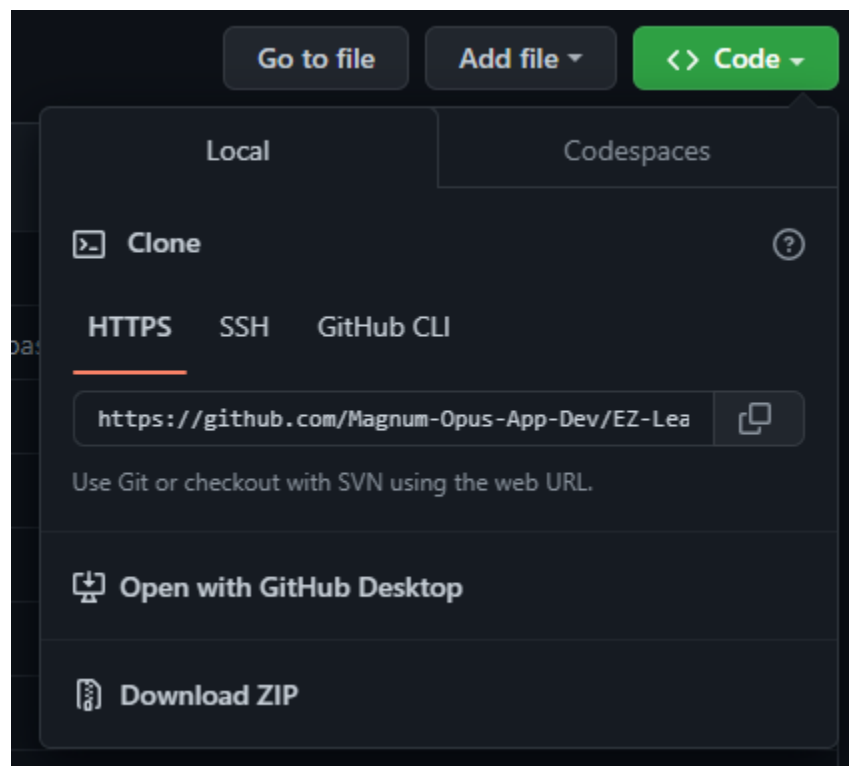 Go to file
Add file
Code
Local
Codespaces
Clone
HTTPS
SSH
GitHub CLI
https://github.com/Magnum-Opus-App-Dev/EZ-Lea
Use Git or checkout with SVN using the web URL.
Open with GitHub Desktop
Download ZIP